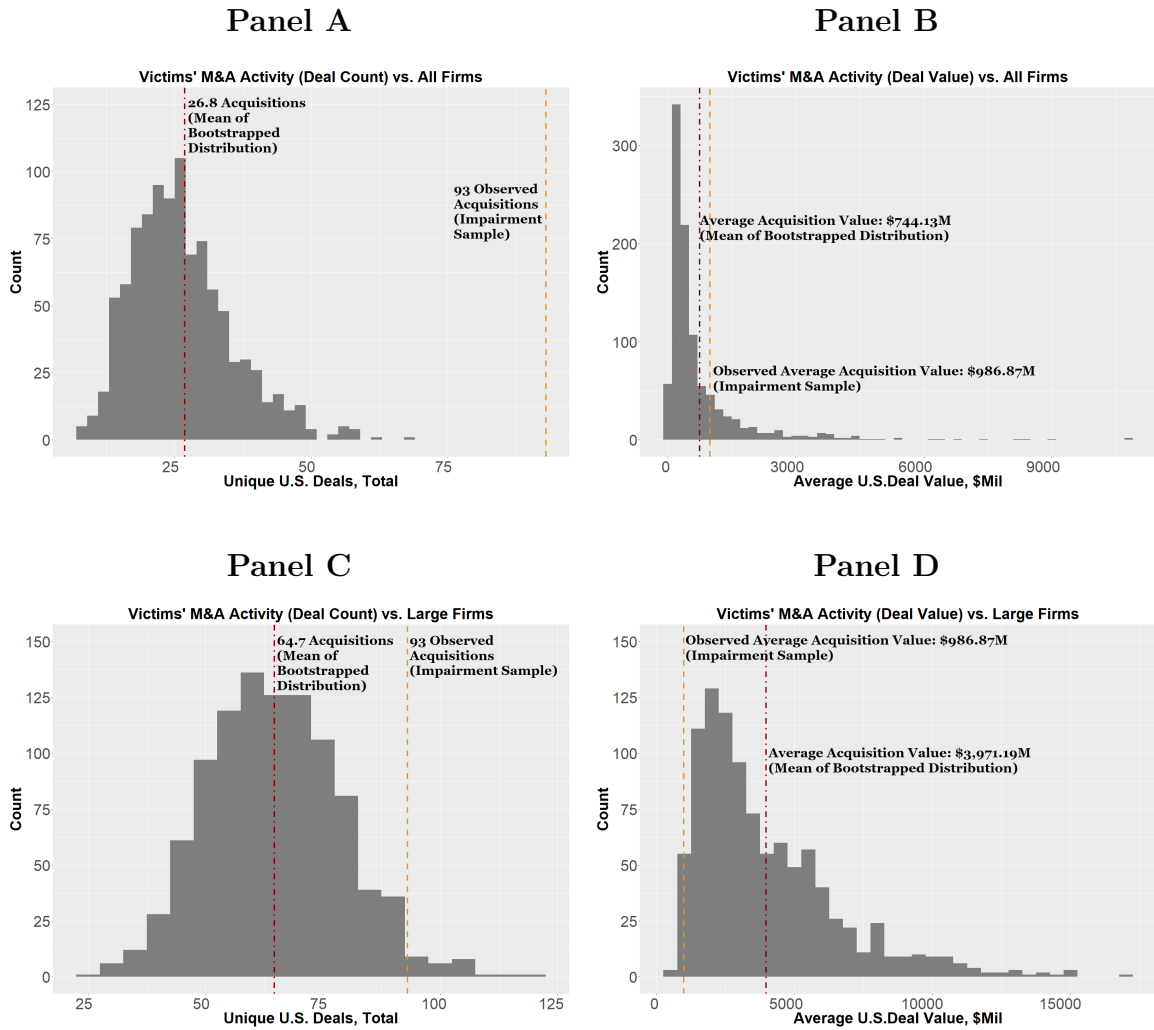 Panel A
Victims' M&A Activity (Deal Count) vs. All Firms
26.8 Acquisitions
(Mean of
Bootstrapped
Distribution)
93 Observed
Acquisitions
(Impairment
Sample)
Count
125
100
75
50
25
0
25
50
75
Unique U.S. Deals, Total
Panel B
Victims' M&A Activity (Deal Value) vs. All Firms
Average Acquisition Value: $744.13M
(Mean of Bootstrapped Distribution)
Observed Average Acquisition Value: $986.87M
(Impairment Sample)
Count
300
200
100
0
0
3000
6000
9000
Average U.S.Deal Value, $Mil
Panel C
Victims' M&A Activity (Deal Count) vs. Large Firms
64.7 Acquisitions
(Mean of
Bootstrapped
Distribution)
93 Observed
Acquisitions
(Impairment Sample)
Count
150
125
100
75
50
25
0
25
50
75
100
125
Unique U.S. Deals, Total
Panel D
Victims' M&A Activity (Deal Value) vs. Large Firms
Observed Average Acquisition Value: $986.87M
(Impairment Sample)
Average Acquisition Value: $3,971.19M
(Mean of Bootstrapped Distribution)
Count
150
125
100
75
50
25
0
0
5000
10000
15000
Average U.S.Deal Value, $Mil